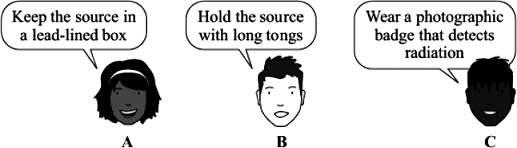 Keep the source in
a lead-lined box
Hold the source
with long tongs
Wear a photographic
badge that detects
radiation
A
B
C